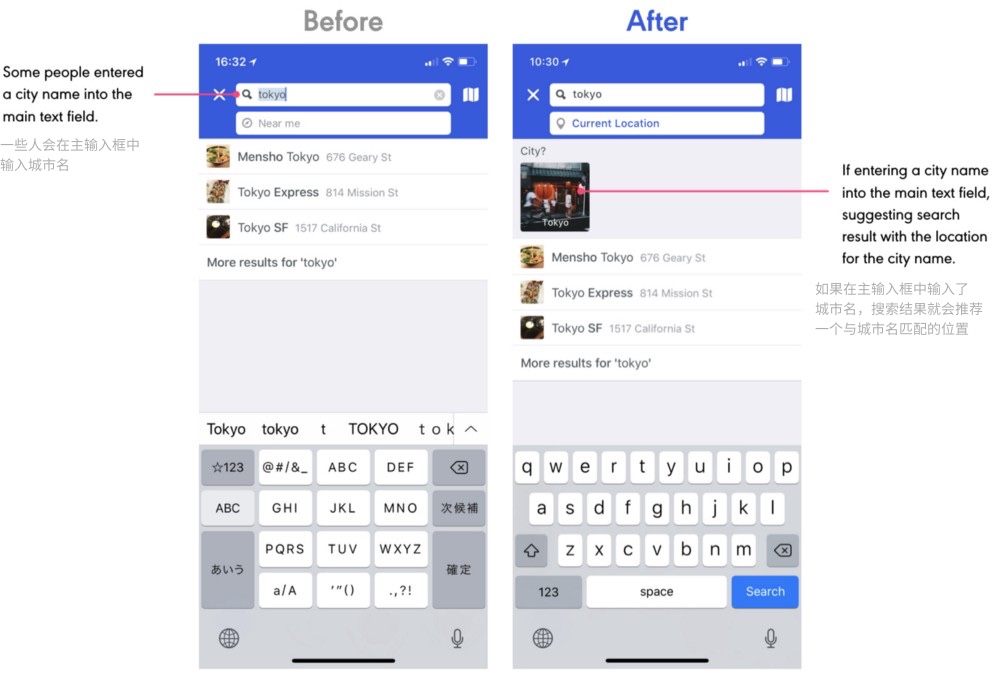 Before
After
Some people entered
a city name into the
main text field.
一些人会在主输入框中
输入城市名
16:32
tokyo
Near me
Mensho Tokyo 676 Geary St
Tokyo Express 814 Mission St
Tokyo SF 1517 California St
More results for 'tokyo'
Tokyo tokyo t TOKYO t o k
☆123 @#/&_ ABC DEF
ABC GHI JKL MNO 次候補
あいう PQRS TUV WXYZ 確定
a/A '"() .,?!
10:30
tokyo
Current Location
City?
Tokyo
Mensho Tokyo 676 Geary St
Tokyo Express 814 Mission St
Tokyo SF 1517 California St
More results for 'tokyo'
q w e r t y u i o p
a s d f g h j k l
z x c v b n m
123 space Search
If entering a city name
into the main text field,
suggesting search
result with the location
for the city name.
如果在主输入框中输入了
城市名，搜索结果就会推荐
一个与城市名匹配的位置